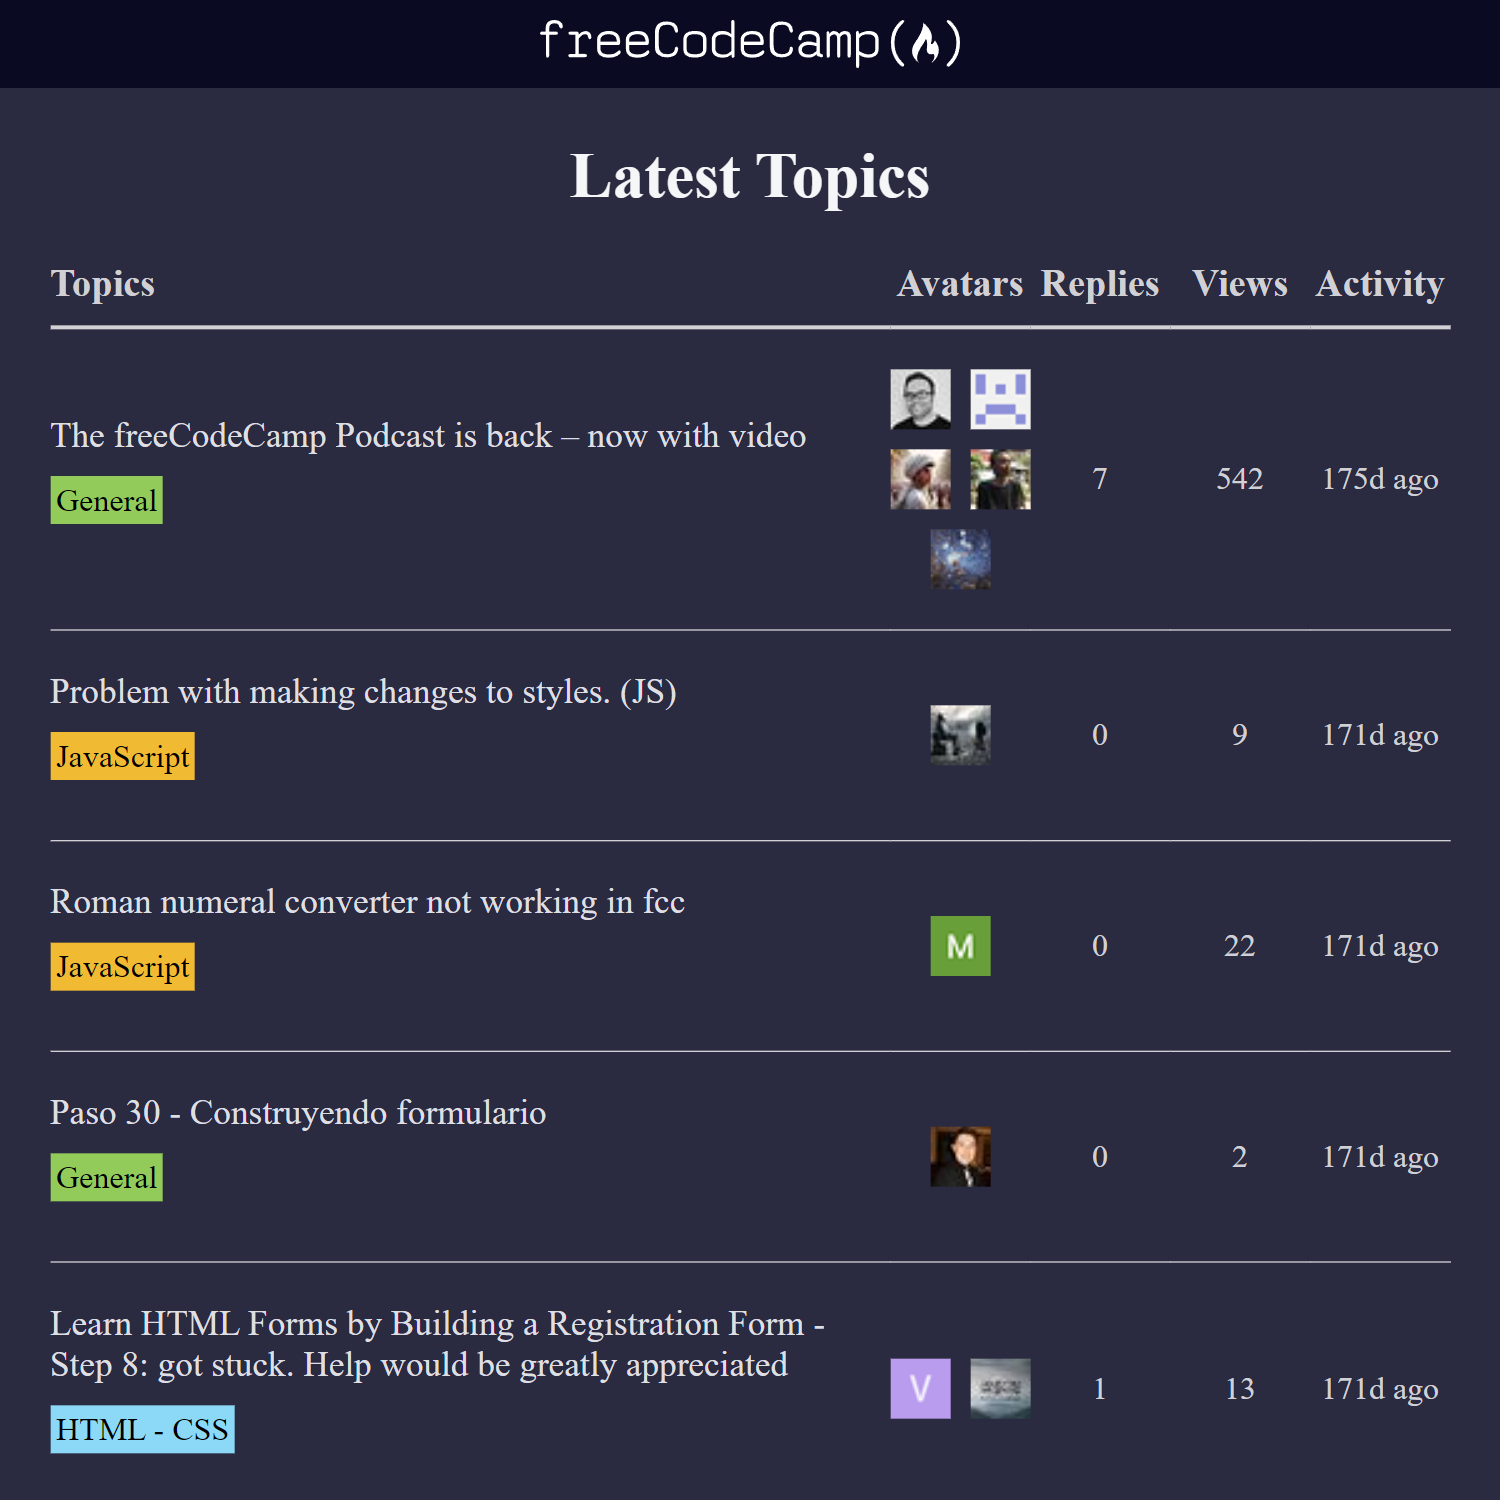 freeCodeCamp
Latest Topics
Topics Avatars Replies Views Activity
The freeCodeCamp Podcast is back – now with video
General
7 542 175d ago
Problem with making changes to styles. (JS)
JavaScript
0 9 171d ago
Roman numeral converter not working in fcc
JavaScript
M
0 22 171d ago
Paso 30 - Construyendo formulario
General
0 2 171d ago
Learn HTML Forms by Building a Registration Form -
Step 8: got stuck. Help would be greatly appreciated
HTML - CSS
V
1 13 171d ago